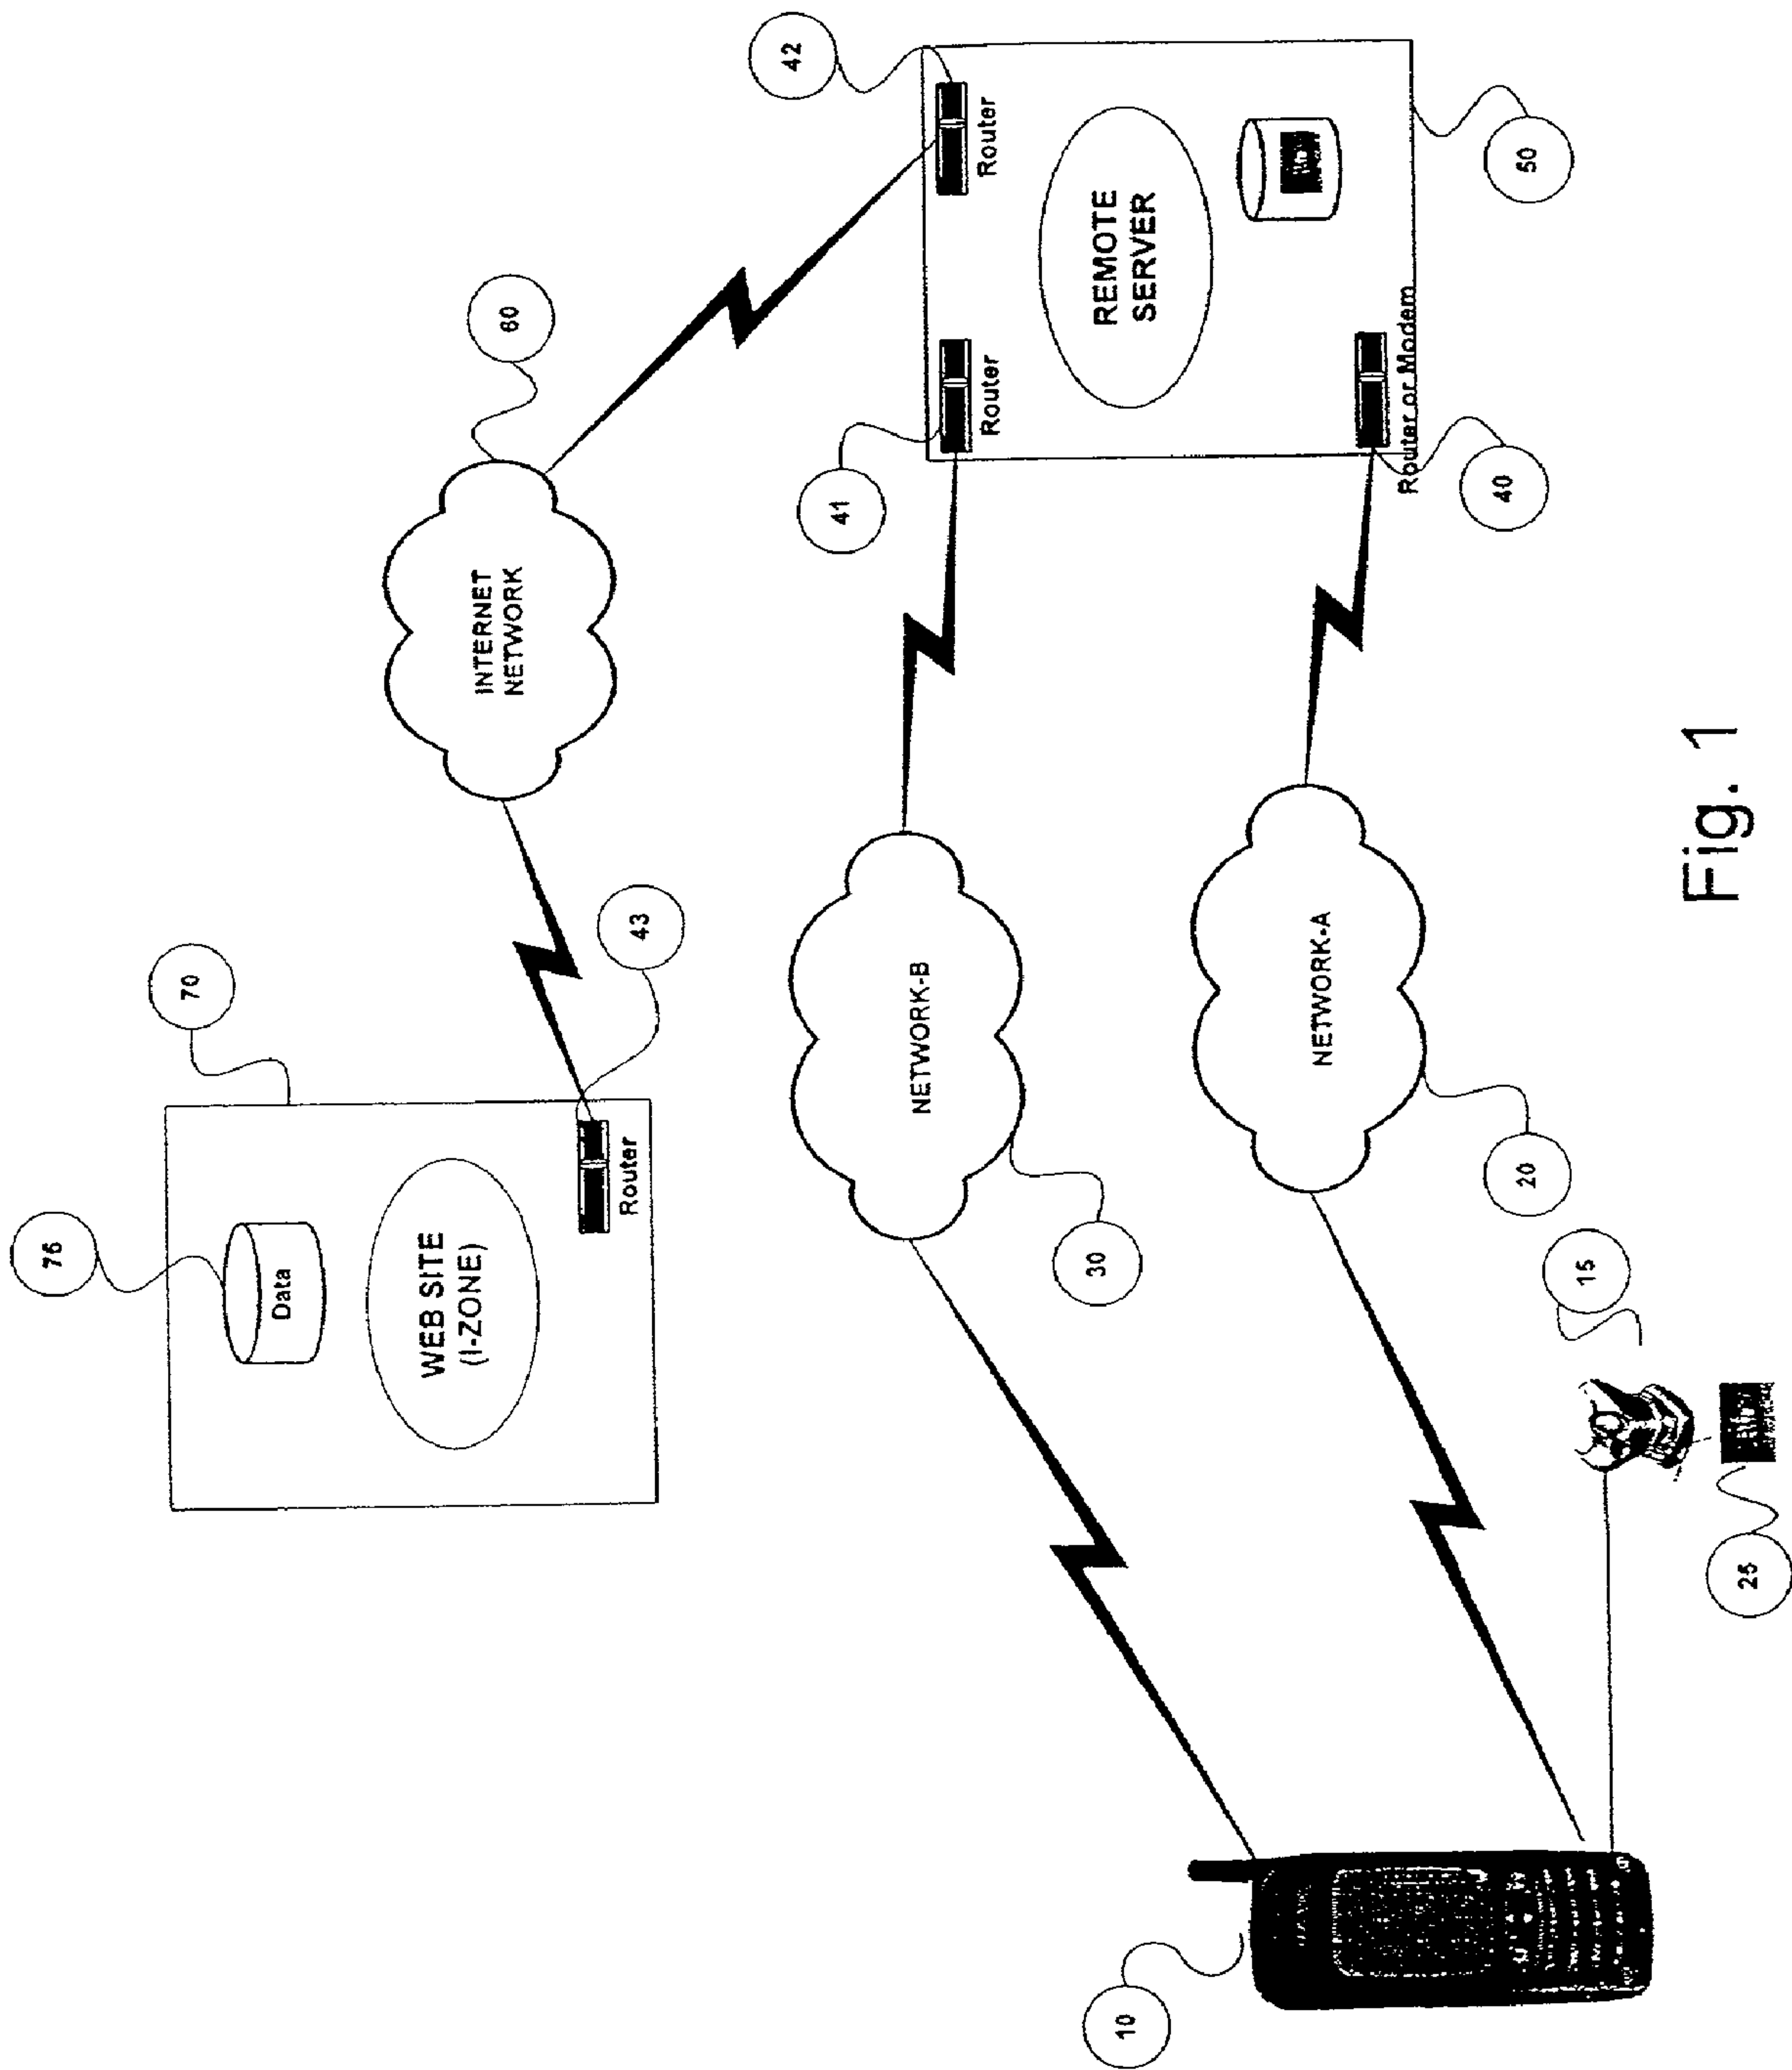 76
Data
WEB SITE
(I-ZONE)
Router
70
43
INTERNET
NETWORK
60
42
Router
41
Router
REMOTE
SERVER
50
Router or Modem
40
NETWORK-B
30
NETWORK-A
20
15
25
10
Fig. 1